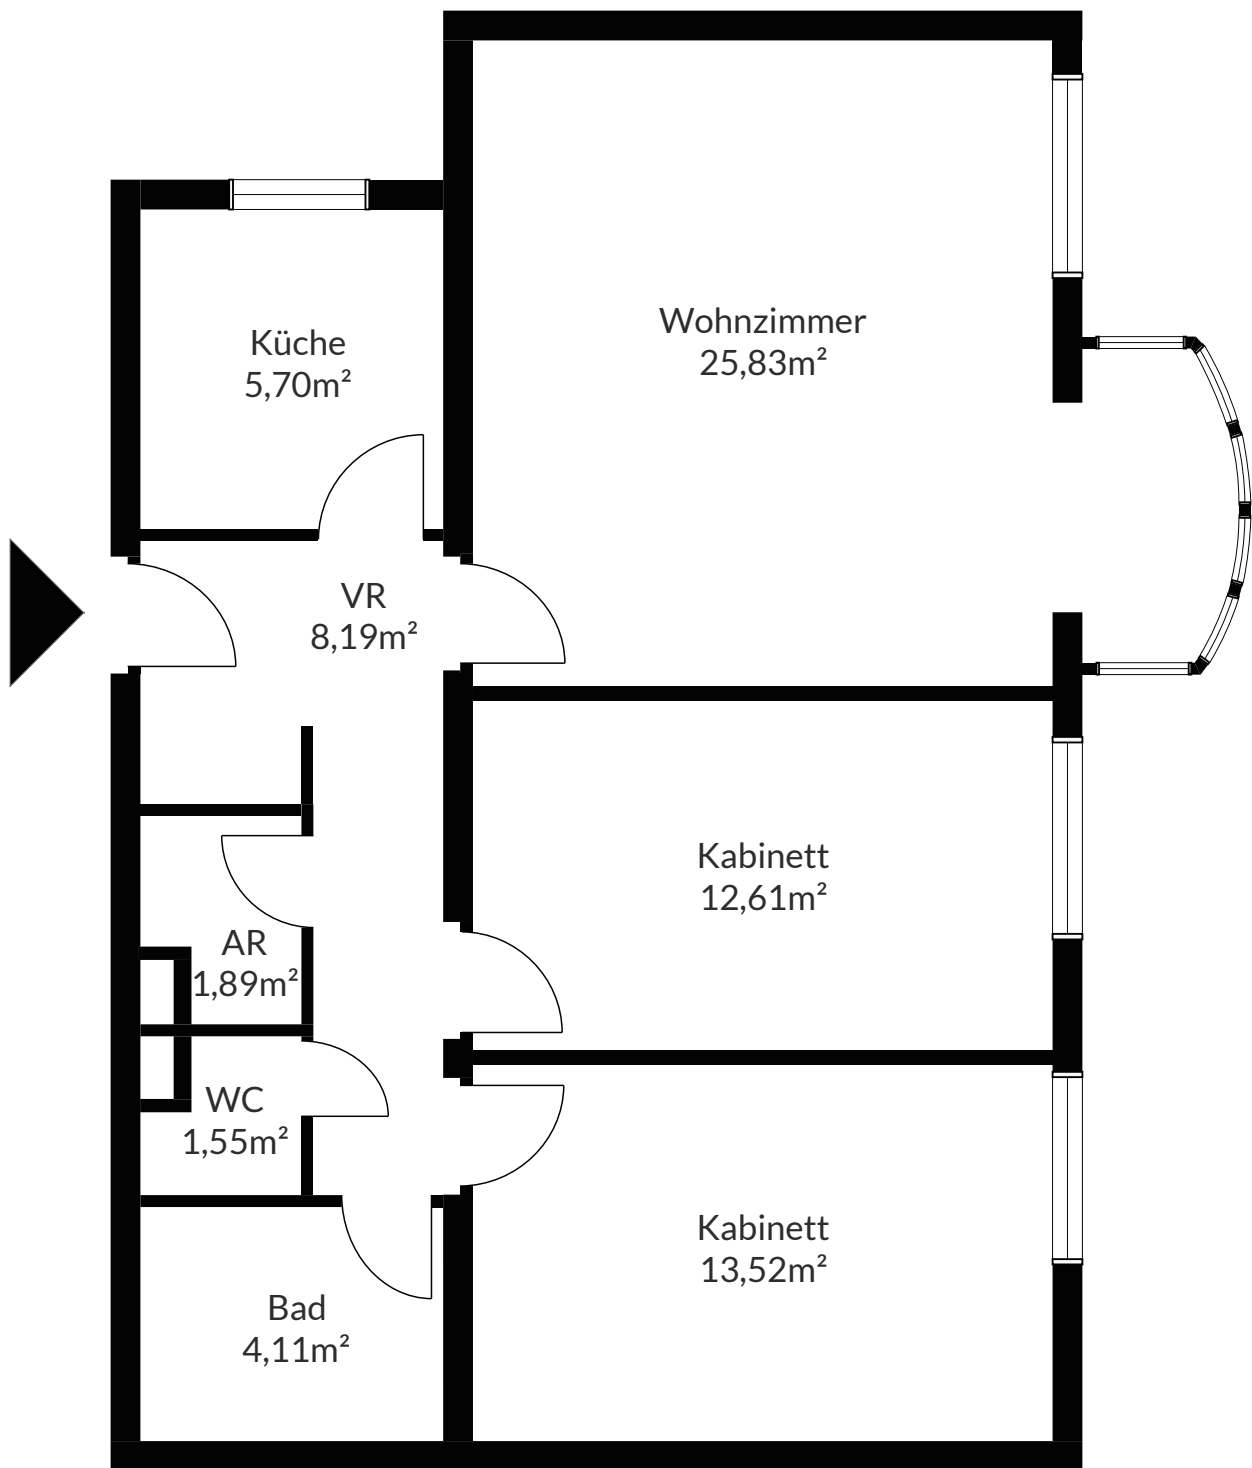 Wohnzimmer
25,83m²
Küche
5,70m²
VR
8,19m²
Kabinett
12,61m²
AR
1,89m²
WC
1,55m²
Kabinett
13,52m²
Bad
4,11m²